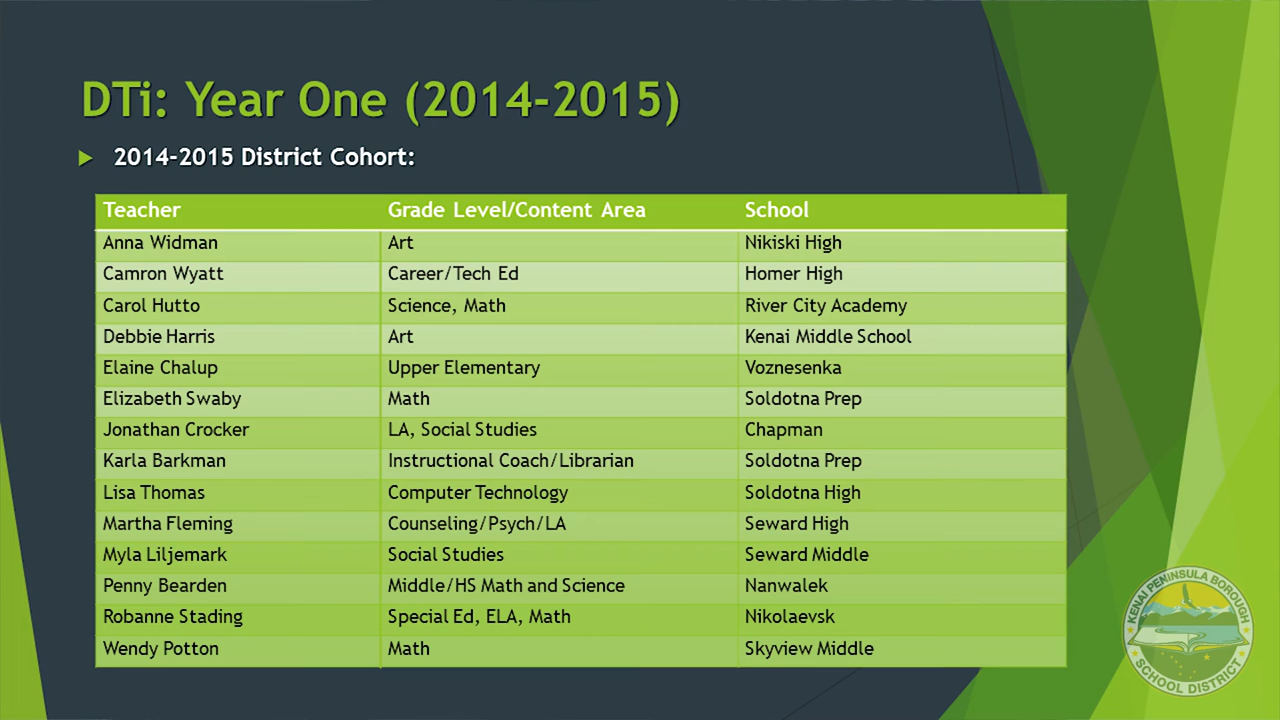 DTi: Year One (2014-2015)
2014-2015 District Cohort:
Teacher Grade Level/Content Area School
Anna Widman Art Nikiski High
Camron Wyatt Career/Tech Ed Homer High
Carol Hutto Science, Math River City Academy
Debbie Harris Art Kenai Middle School
Elaine Chalup Upper Elementary Voznesenka
Elizabeth Swaby Math Soldotna Prep
Jonathan Crocker LA, Social Studies Chapman
Karla Barkman Instructional Coach/Librarian Soldotna Prep
Lisa Thomas Computer Technology Soldotna High
Martha Fleming Counseling/Psych/LA Seward High
Myla Liljemark Social Studies Seward Middle
Penny Bearden Middle/HS Math and Science Nanwalek
Robanne Stading Special Ed, ELA, Math Nikolaevsk
Wendy Potton Math Skyview Middle
KENAI PENINSULA BOROUGH
SCHOOL DISTRICT